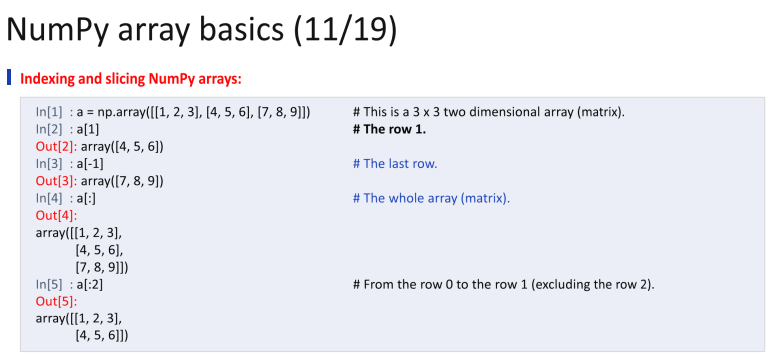 NumPy array basics (11/19)
Indexing and slicing NumPy arrays:
In[1] : a = np.array([[1, 2, 3], [4, 5, 6], [7, 8, 9]]) # This is a 3 x 3 two dimensional array (matrix).
In[2] : a[1] # The row 1.
Out[2]: array([4, 5, 6])
In[3] : a[-1] # The last row.
Out[3]: array([7, 8, 9])
In[4] : a[:] # The whole array (matrix).
Out[4]:
array([[1, 2, 3],
[4, 5, 6],
[7, 8, 9]])
In[5] : a[:2] # From the row 0 to the row 1 (excluding the row 2).
Out[5]:
array([[1, 2, 3],
[4, 5, 6]])